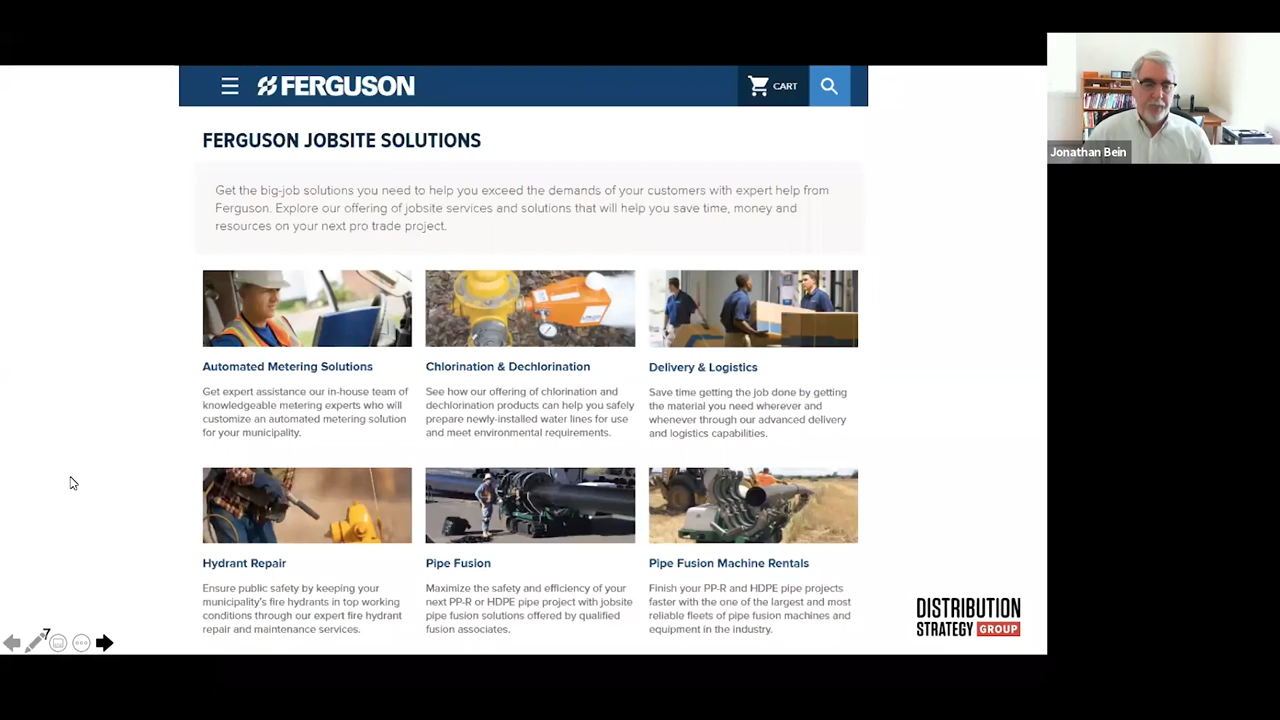 FERGUSON
CART
Jonathan Bein
FERGUSON JOBSITE SOLUTIONS
Get the big-job solutions you need to help you exceed the demands of your customers with expert help from
Ferguson. Explore our offering of jobsite services and solutions that will help you save time, money and
resources on your next pro trade project.
Automated Metering Solutions
Get expert assistance our in-house team of
knowledgeable metering experts who will
customize an automated metering solution
for your municipality.
Chlorination & Dechlorination
See how our offering of chlorination and
dechlorination products can help you safely
prepare newly-installed water lines for use
and meet environmental requirements.
Delivery & Logistics
Save time getting the job done by getting
the material you need wherever and
whenever through our advanced delivery
and logistics capabilities.
Hydrant Repair
Ensure public safety by keeping your
municipality's fire hydrants in top working
conditions through our expert fire hydrant
repair and maintenance services.
Pipe Fusion
Maximize the safety and efficiency of your
next PP-R or HDPE pipe project with jobsite
pipe fusion solutions offered by qualified
fusion associates.
Pipe Fusion Machine Rentals
Finish your PP-R and HDPE pipe projects
faster with the one of the largest and most
reliable fleets of pipe fusion machines and
equipment in the industry.
DISTRIBUTION
STRATEGY GROUP
7